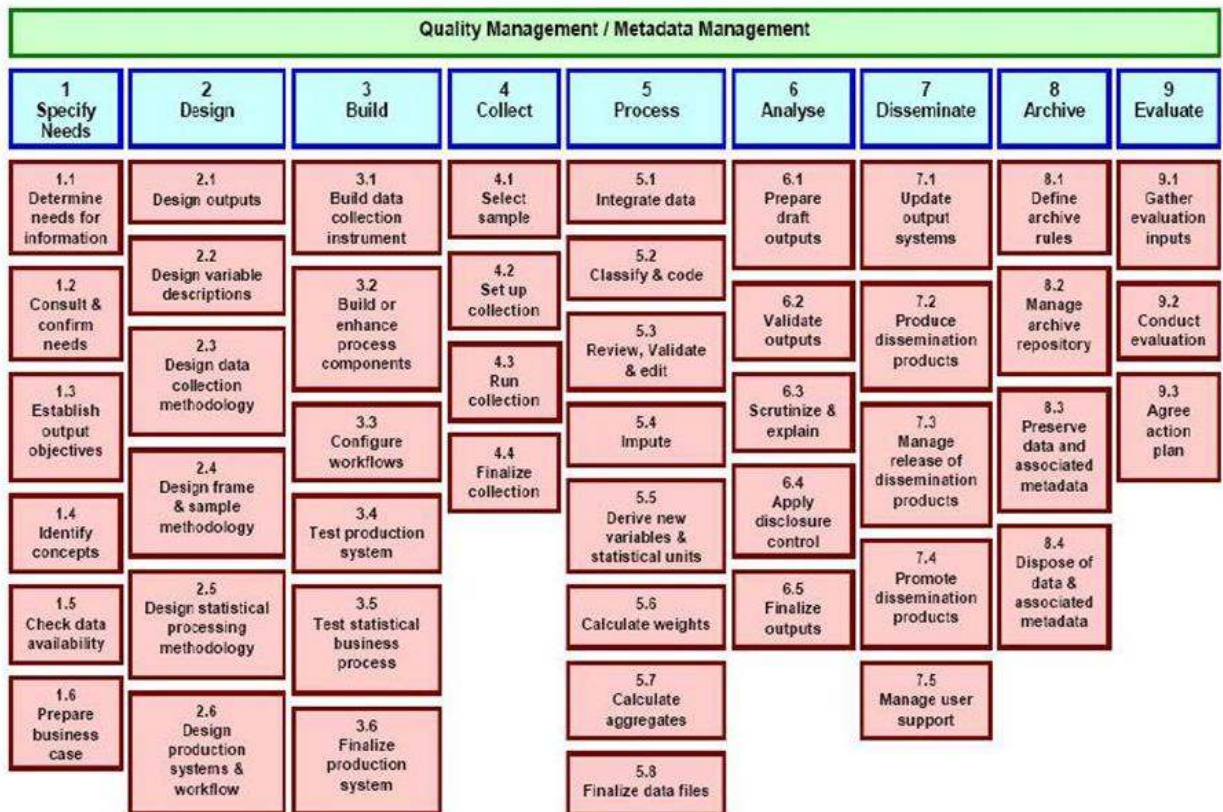 Quality Management / Metadata Management
1
Specify
Needs
2
Design
3
Build
4
Collect
5
Process
6
Analyse
7
Disseminate
8
Archive
9
Evaluate
1.1
Determine
needs for
information
1.2
Consult &
confirm
needs
1.3
Establish
output
objectives
1.4
Identify
concepts
1.5
Check data
availability
1.6
Prepare
business
case
2.1
Design outputs
2.2
Design variable
descriptions
2.3
Design data
collection
methodology
2.4
Design frame
& sample
methodology
2.5
Design statistical
processing
methodology
2.6
Design
production
systems &
workflow
3.1
Build data
collection
instrument
3.2
Build or
enhance
process
components
3.3
Configure
workflows
3.4
Test production
system
3.5
Test statistical
business
process
3.6
Finalize
production
system
4.1
Select
sample
4.2
Set up
collection
4.3
Run
collection
4.4
Finalize
collection
5.1
Integrate data
5.2
Classify & code
5.3
Review, Validate
& edit
5.4
Impute
5.5
Derive new
variables &
statistical units
5.6
Calculate weights
5.7
Calculate
aggregates
5.8
Finalize data files
6.1
Prepare
draft
outputs
6.2
Validate
outputs
6.3
Scrutinize &
explain
6.4
Apply
disclosure
control
6.5
Finalize
outputs
7.1
Update
output
systems
7.2
Produce
dissemination
products
7.3
Manage
release of
dissemination
products
7.4
Promote
dissemination
products
7.5
Manage user
support
8.1
Define
archive
rules
8.2
Manage
archive
repository
8.3
Preserve
data and
associated
metadata
8.4
Dispose of
data &
associated
metadata
9.1
Gather
evaluation
inputs
9.2
Conduct
evaluation
9.3
Agree
action
plan